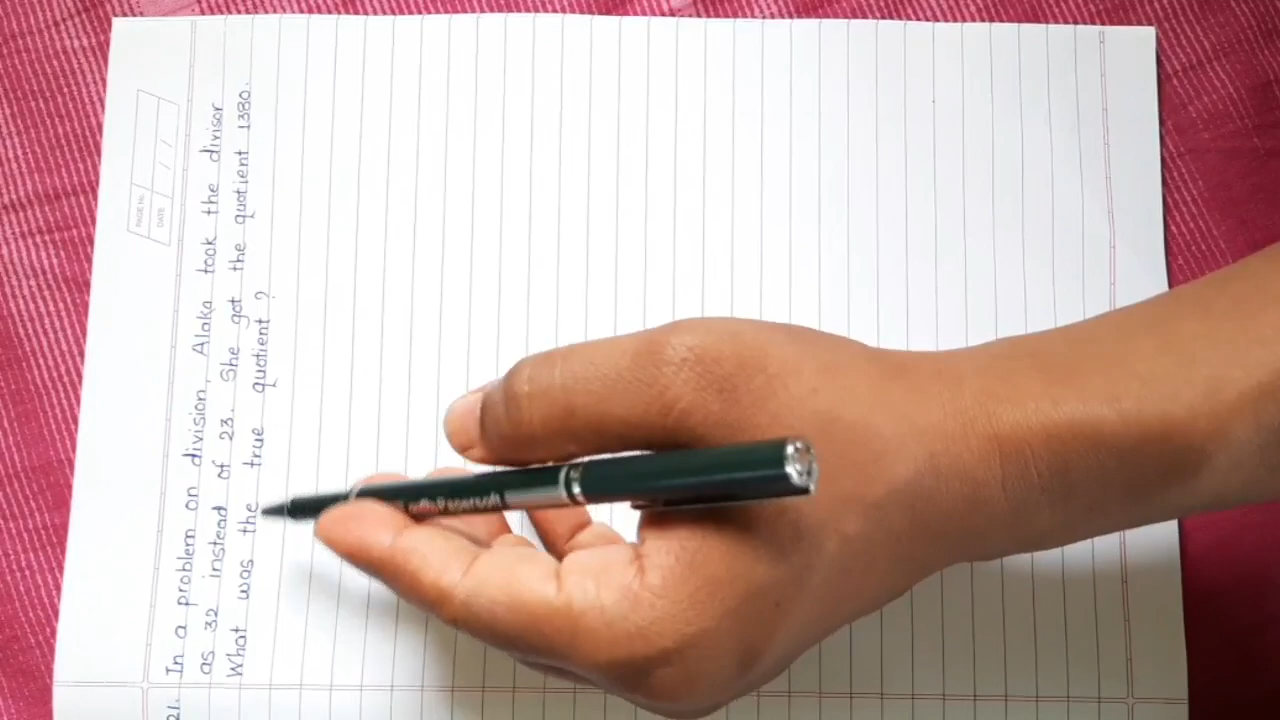 PAGE No.
DATE / /
21. In a problem on division, Alaka took the divisor
as 32 instead of 23. She got the quotient 1380.
What was the true quotient ?